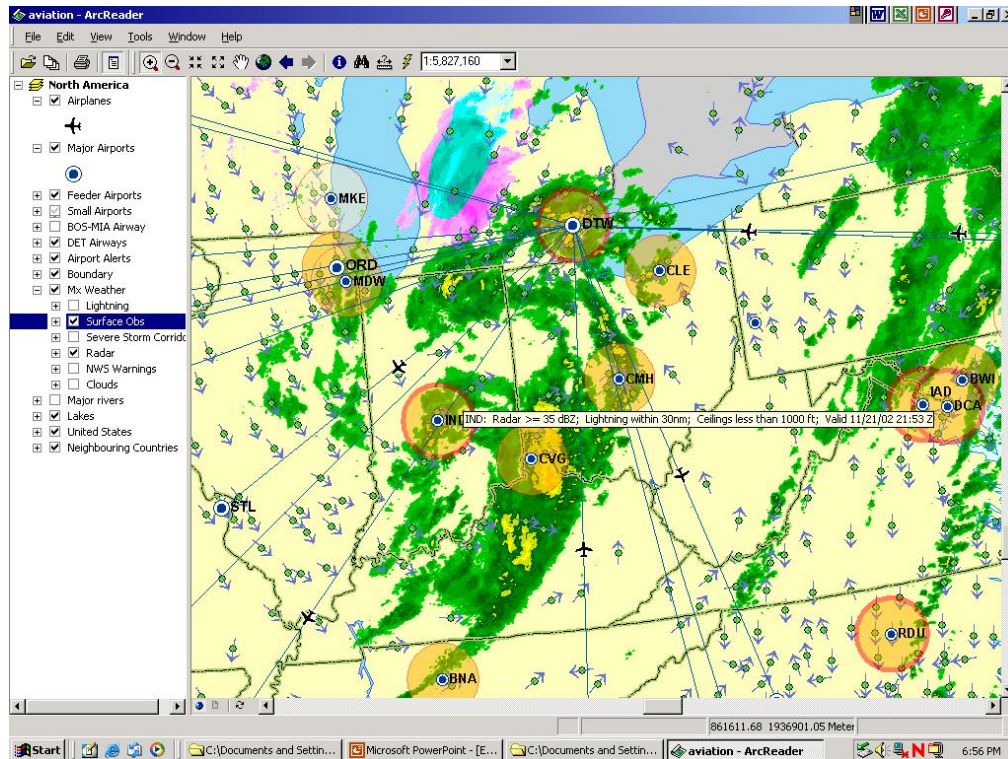 aviation - ArcReader
File Edit View Tools Window Help
1:5,827,160
North America
Airplanes
Major Airports
Feeder Airports
Small Airports
BOS-MIA Airway
DET Airways
Airport Alerts
Boundary
Mx Weather
Lightning
Surface Obs
Severe Storm Corrido
Radar
NWS Warnings
Clouds
Major rivers
Lakes
United States
Neighbouring Countries
MKE
DTW
ORD
MDW
CLE
CMH
BWI
IAD
DCA
IND: Radar >= 35 dBZ; Lightning within 30nm; Ceilings less than 1000 ft; Valid 11/21/02 21:53 Z
CVG
STL
RDU
BNA
861611.68 1936901.05 Meter
Start
C:\Documents and Settin...
Microsoft PowerPoint - [E...
C:\Documents and Settin...
aviation - ArcReader
6:56 PM